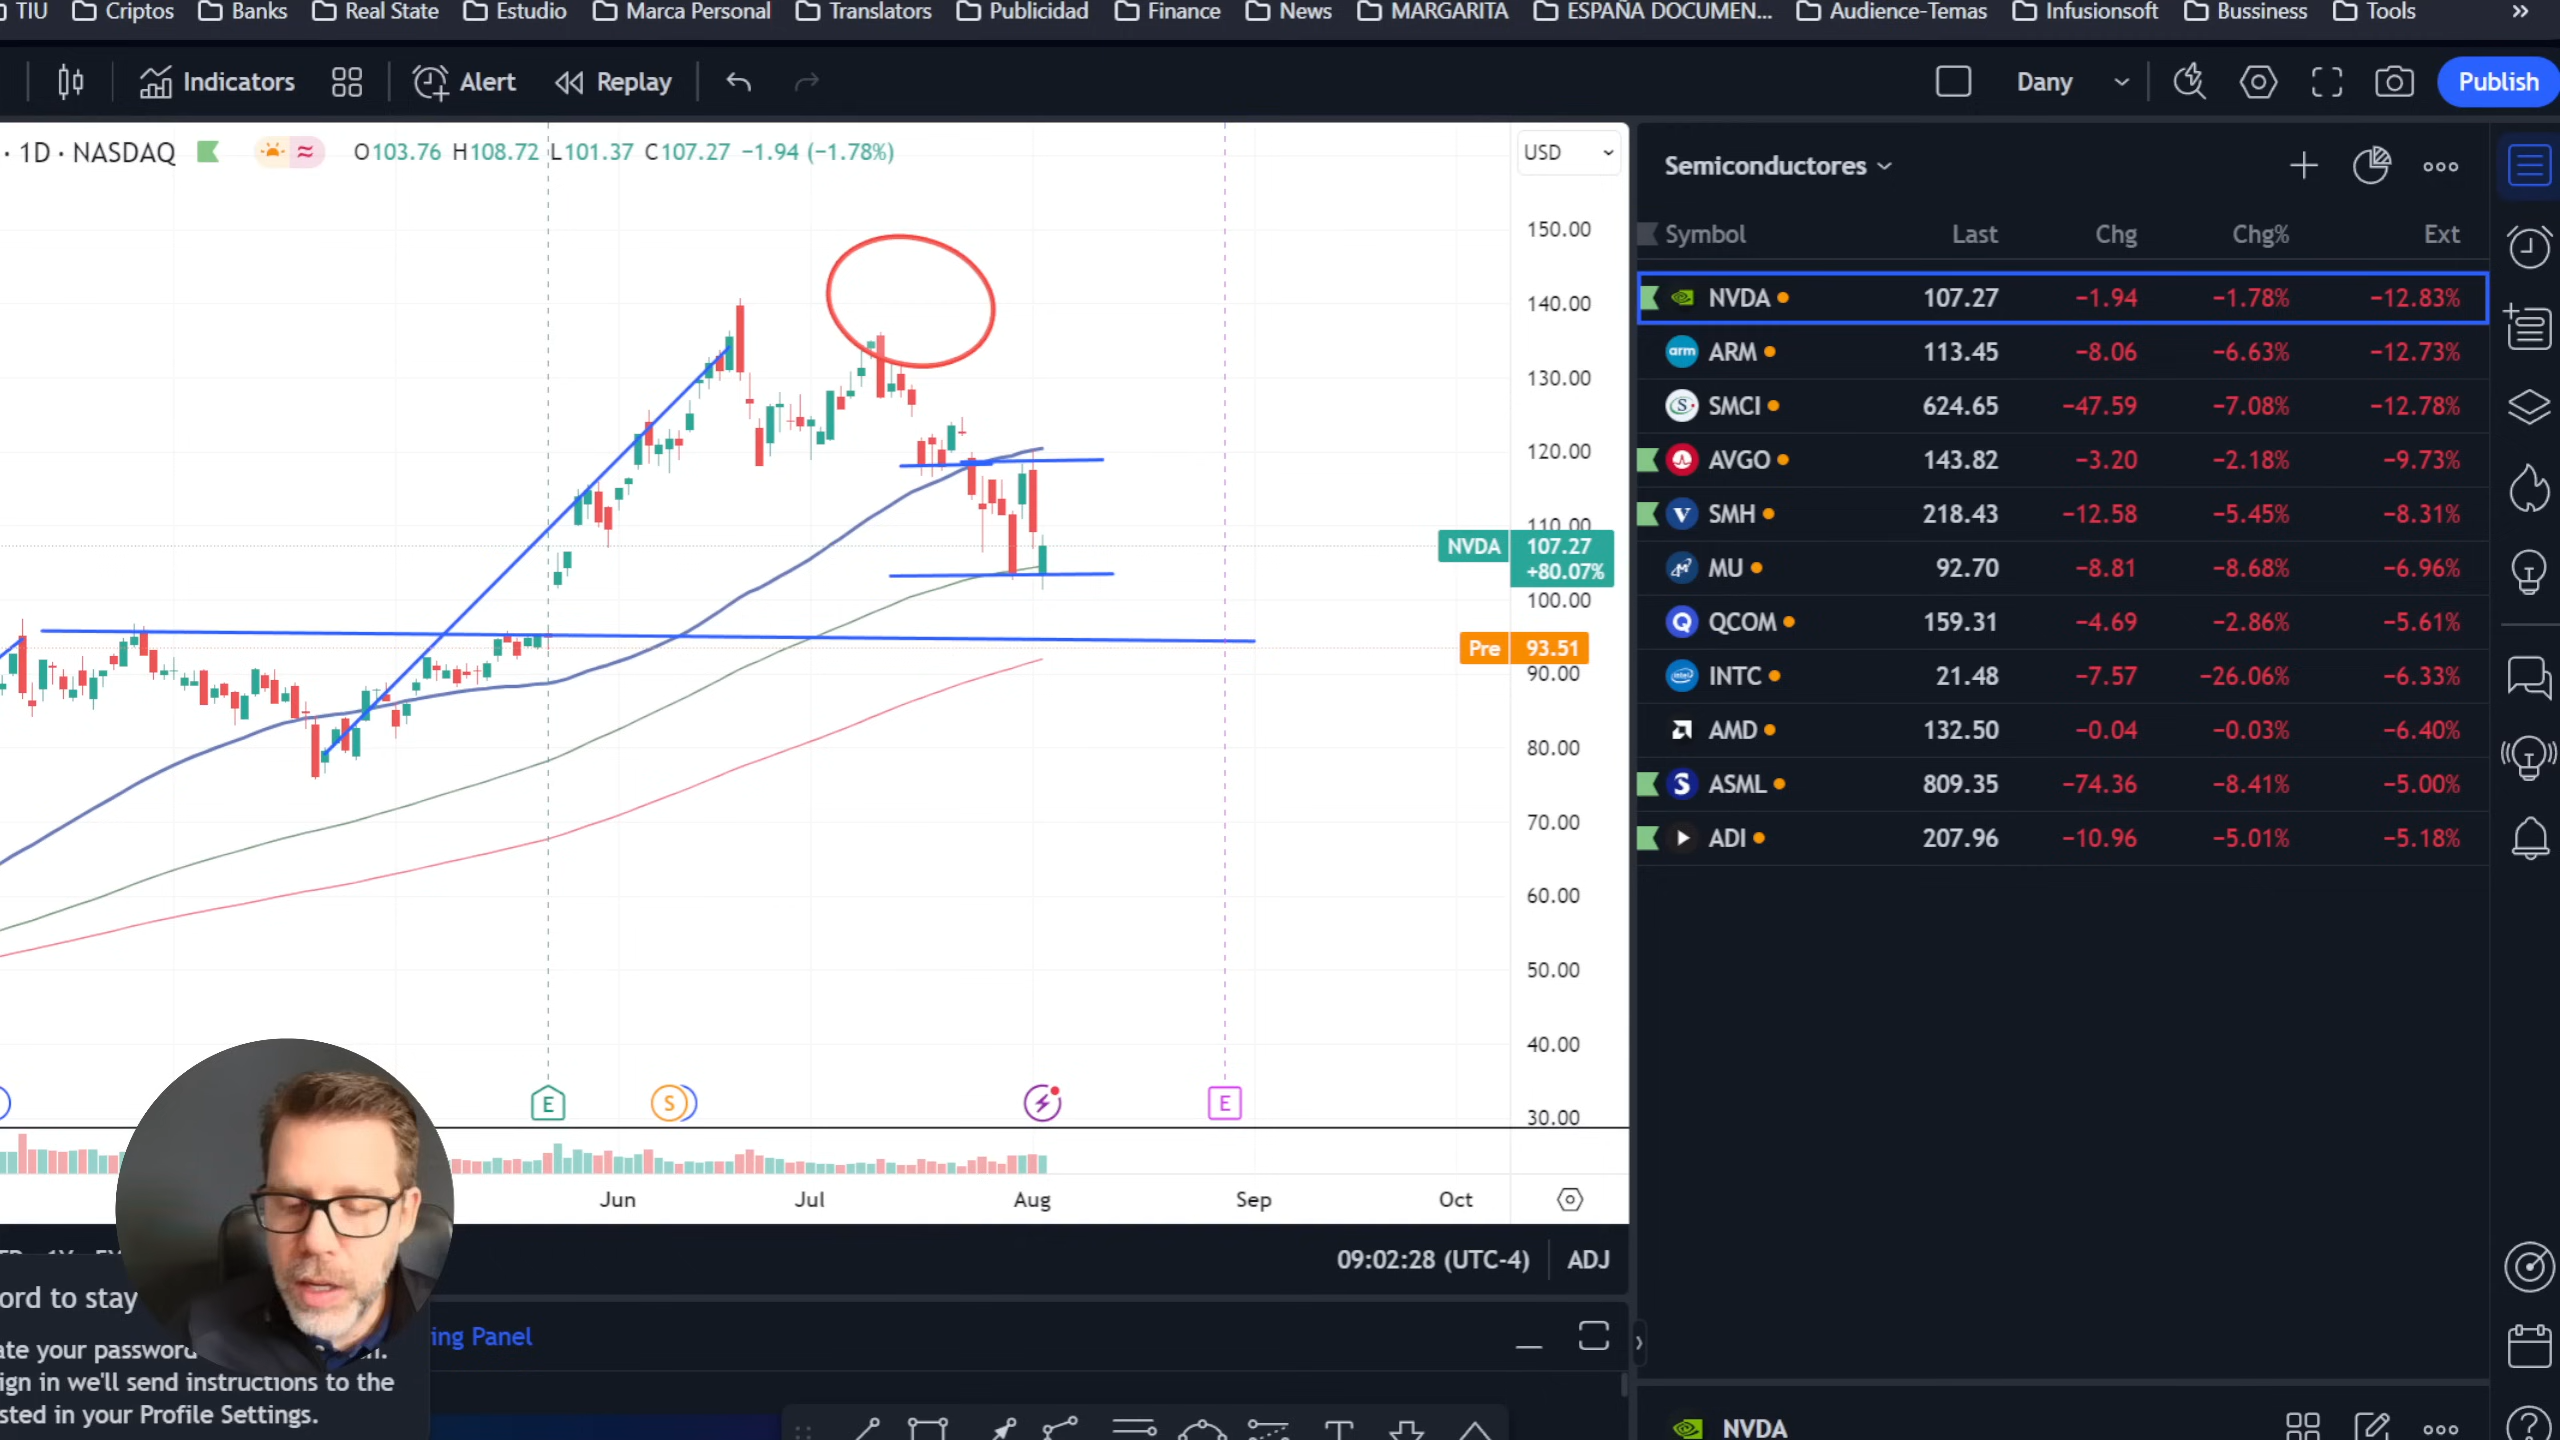 TIU Criptos Banks Real State Estudio Marca Personal Translators Publicidad Finance News MARGARITA ESPAÑA DOCUMEN... Audience-Temas Infusionsoft Bussiness Tools »
Indicators Alert Replay Dany Publish
· 1D · NASDAQ O103.76 H108.72 L101.37 C107.27 −1.94 (−1.78%)
USD
150.00
140.00
130.00
120.00
110.00
NVDA 107.27
+80.07%
100.00
Pre 93.51
90.00
80.00
70.00
60.00
50.00
40.00
30.00
E S E
Jun Jul Aug Sep Oct
09:02:28 (UTC-4) ADJ
ord to stay
ing Panel
ate your password
ign in we'll send instructions to the
sted in your Profile Settings.
Semiconductores
Symbol Last Chg Chg% Ext
NVDA 107.27 −1.94 −1.78% −12.83%
arm ARM 113.45 −8.06 −6.63% −12.73%
S SMCI 624.65 −47.59 −7.08% −12.78%
AVGO 143.82 −3.20 −2.18% −9.73%
V SMH 218.43 −12.58 −5.45% −8.31%
MU 92.70 −8.81 −8.68% −6.96%
Q QCOM 159.31 −4.69 −2.86% −5.61%
intel INTC 21.48 −7.57 −26.06% −6.33%
AMD 132.50 −0.04 −0.03% −6.40%
S ASML 809.35 −74.36 −8.41% −5.00%
ADI 207.96 −10.96 −5.01% −5.18%
NVDA